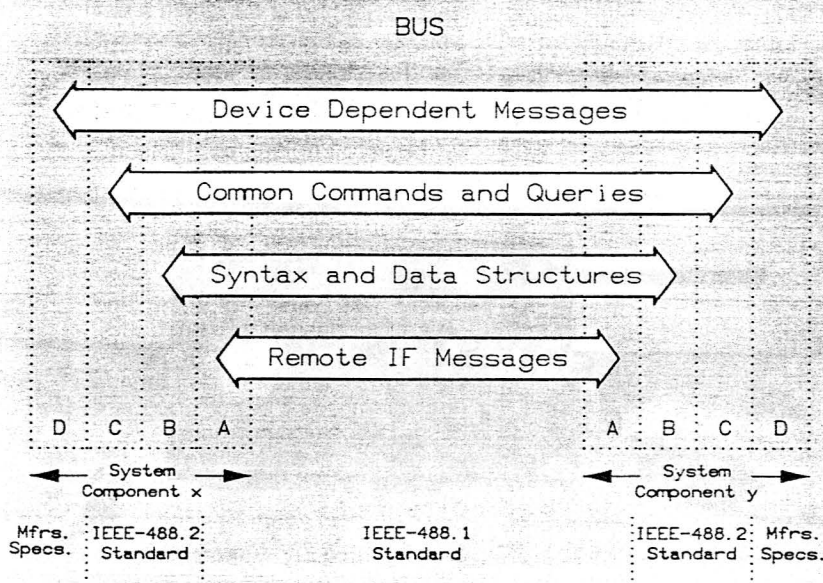 BUS
Device Dependent Messages
Common Commands and Queries
Syntax and Data Structures
Remote IF Messages
D C B A A B C D
System
Component x
System
Component y
Mfrs.
Specs.
IEEE-488.2
Standard
IEEE-488.1
Standard
IEEE-488.2
Standard
Mfrs.
Specs.